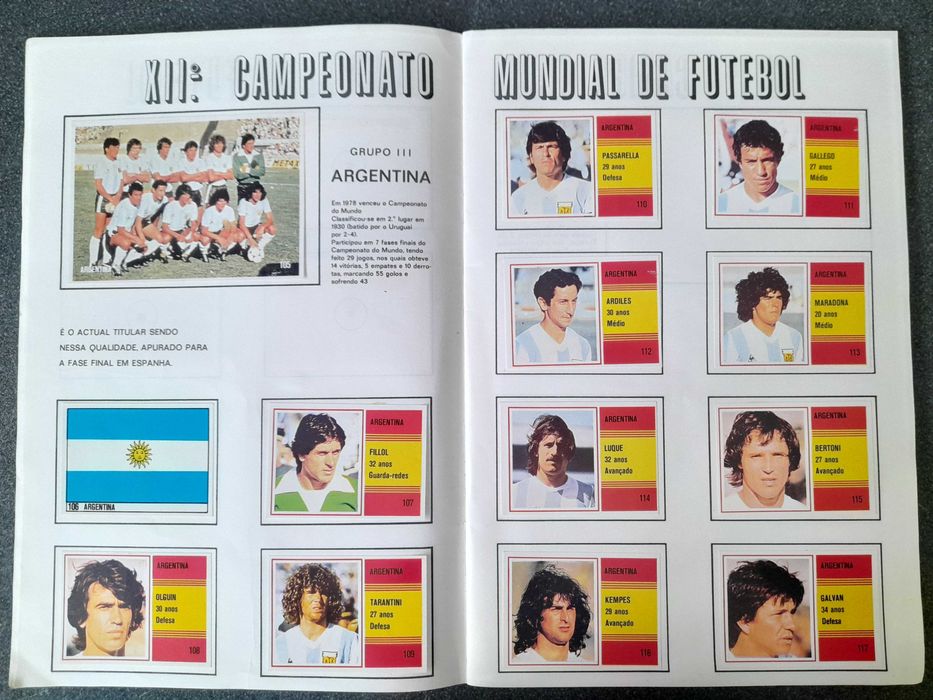 XII.º CAMPEONATO MUNDIAL DE FUTEBOL
METAX
ARGENTINA 105
GRUPO III
ARGENTINA
Em 1978 venceu o Campeonato
do Mundo
Classificou-se em 2.º lugar em
1930 (batido por o Uruguai
por 2-4).
Participou em 7 fases finais do
Campeonato do Mundo, tendo
feito 29 jogos, nos quais obteve
14 vitórias, 5 empates e 10 derro-
tas, marcando 55 golos e
sofrendo 43
É O ACTUAL TITULAR SENDO
NESSA QUALIDADE, APURADO PARA
A FASE FINAL EM ESPANHA.
106 ARGENTINA
ARGENTINA
FILLOL
32 anos
Guarda-redes
107
ARGENTINA
OLGUIN
30 anos
Defesa
108
ARGENTINA
TARANTINI
27 anos
Defesa
109
ARGENTINA
PASSARELLA
29 anos
Defesa
110
ARGENTINA
GALLEGO
27 anos
Médio
111
ARGENTINA
ARDILES
30 anos
Médio
112
ARGENTINA
MARADONA
20 anos
Médio
113
ARGENTINA
LUQUE
32 anos
Avançado
114
ARGENTINA
BERTONI
27 anos
Avançado
115
ARGENTINA
KEMPES
29 anos
Avançado
116
ARGENTINA
GALVAN
34 anos
Defesa
117